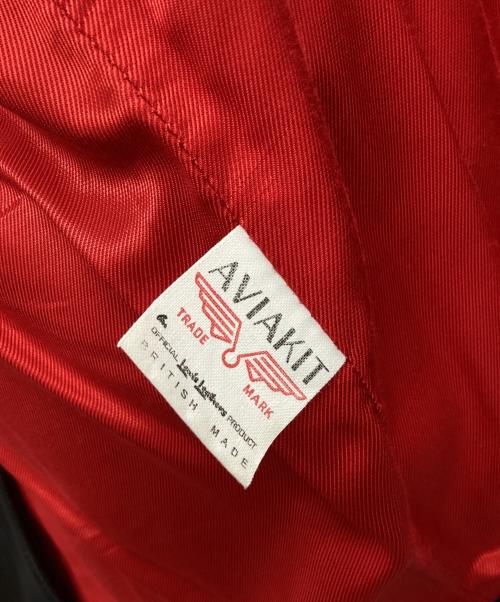 AVIAKIT
TRADE MARK
OFFICIAL Lewis Leathers PRODUCT
BRITISH MADE